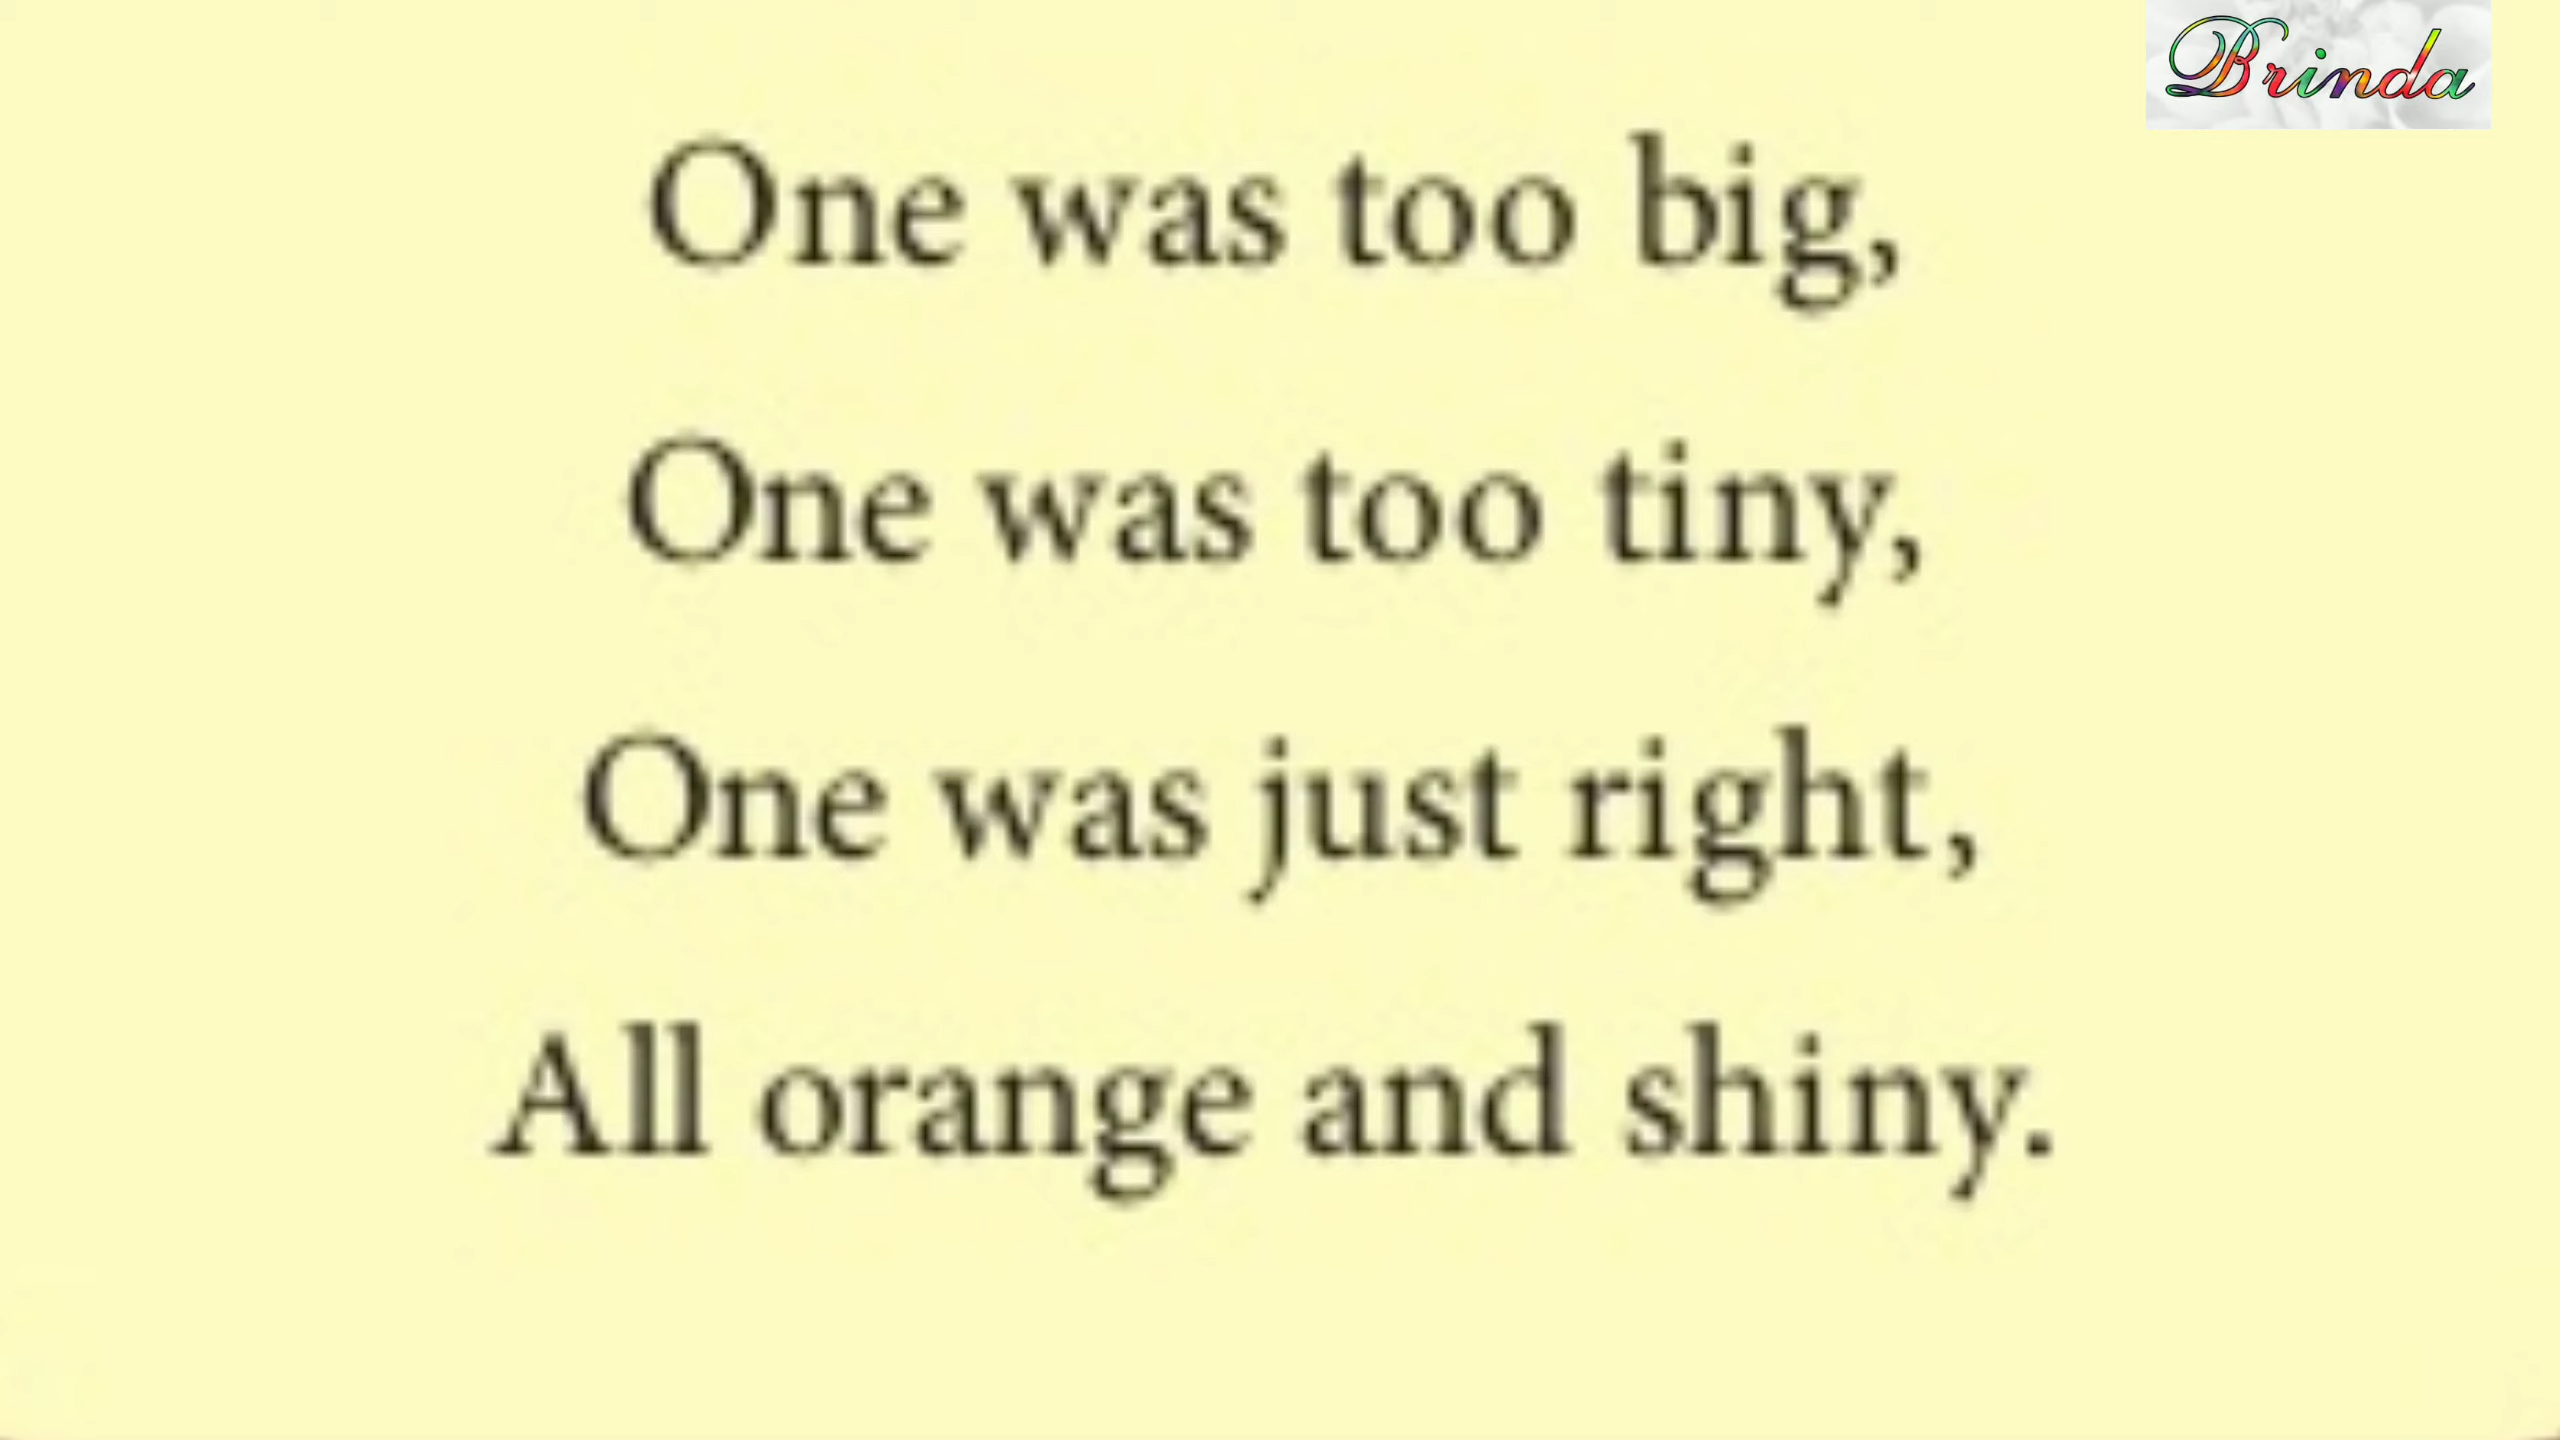 Brinda
One was too big,
One was too tiny,
One was just right,
All orange and shiny.